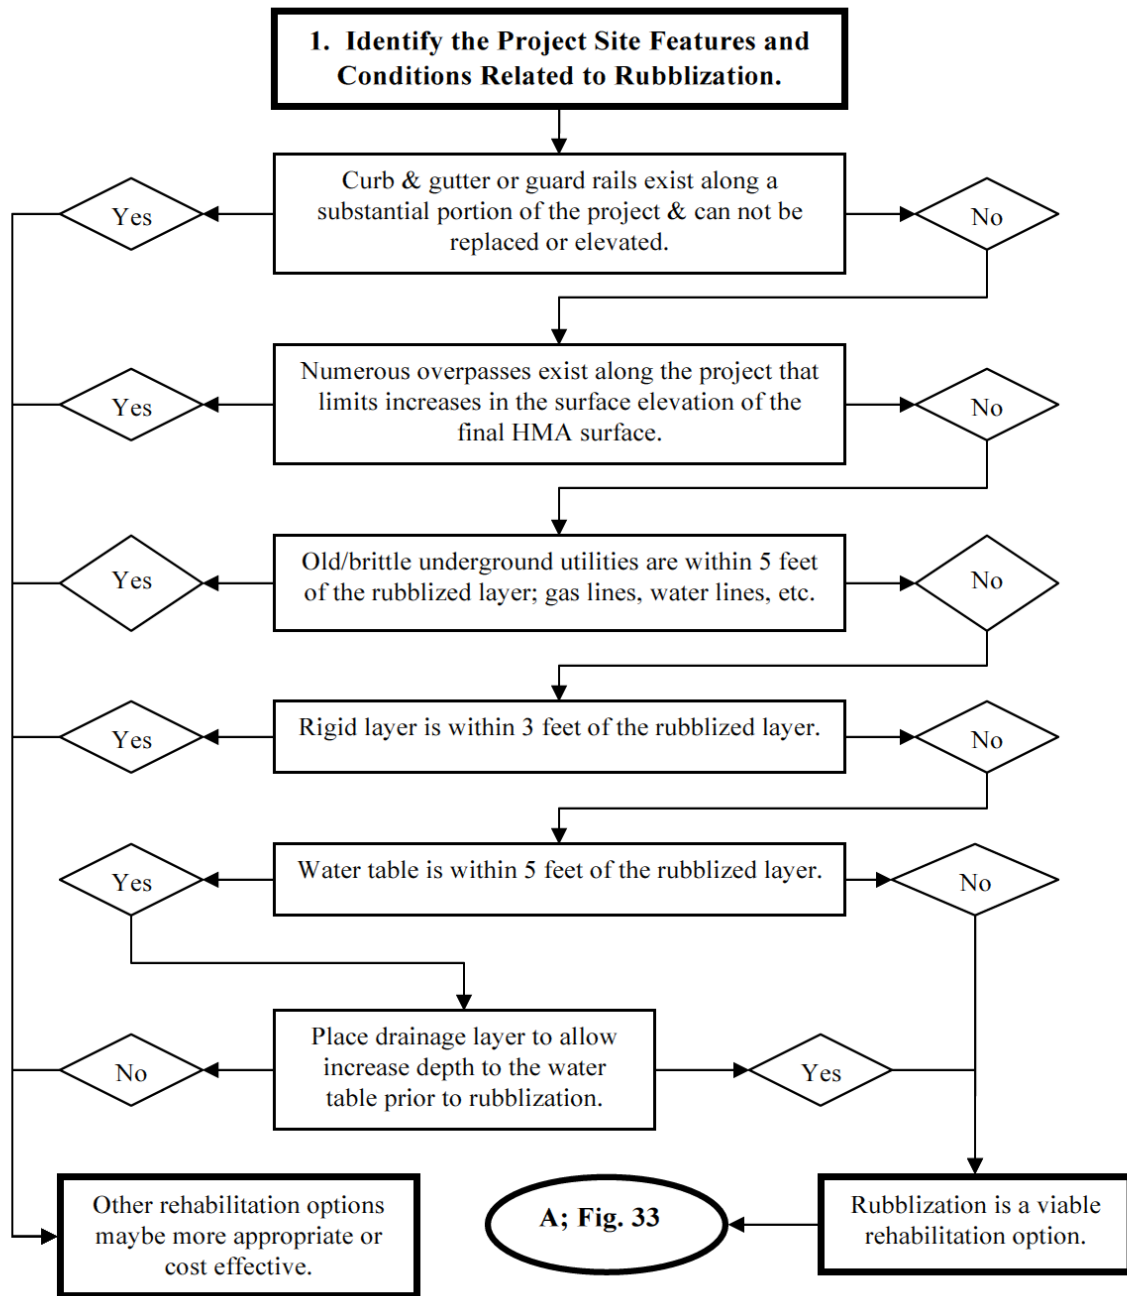 1. Identify the Project Site Features and
Conditions Related to Rubblization.
Curb & gutter or guard rails exist along a
substantial portion of the project & can not be
replaced or elevated.
Yes
No
Numerous overpasses exist along the project that
limits increases in the surface elevation of the
final HMA surface.
Yes
No
Old/brittle underground utilities are within 5 feet
of the rubblized layer; gas lines, water lines, etc.
Yes
No
Rigid layer is within 3 feet of the rubblized layer.
Yes
No
Water table is within 5 feet of the rubblized layer.
Yes
No
Place drainage layer to allow
increase depth to the water
table prior to rubblization.
No
Yes
Other rehabilitation options
maybe more appropriate or
cost effective.
A; Fig. 33
Rubblization is a viable
rehabilitation option.